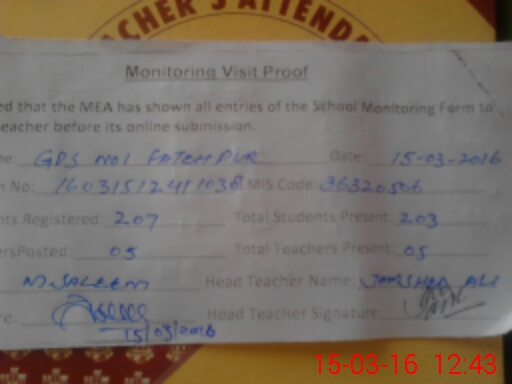 CHER'S ATTENDA
Monitoring Visit Proof
ed that the MEA has shown all entries of the School Monitoring Form to
eacher before its online submission.
e: GPS NO1 FATEHPUR Date: 15-03-2016
n No: EMIS Code: 36320506
nts Registered: 207 Total Students Present: 203
ersPosted: 05 Total Teachers Present: 05
M.SALEEM Head Teacher Name: JAMSHED ALI
re: Head Teacher Signature:
15/03/2016
15-03-16 12:43